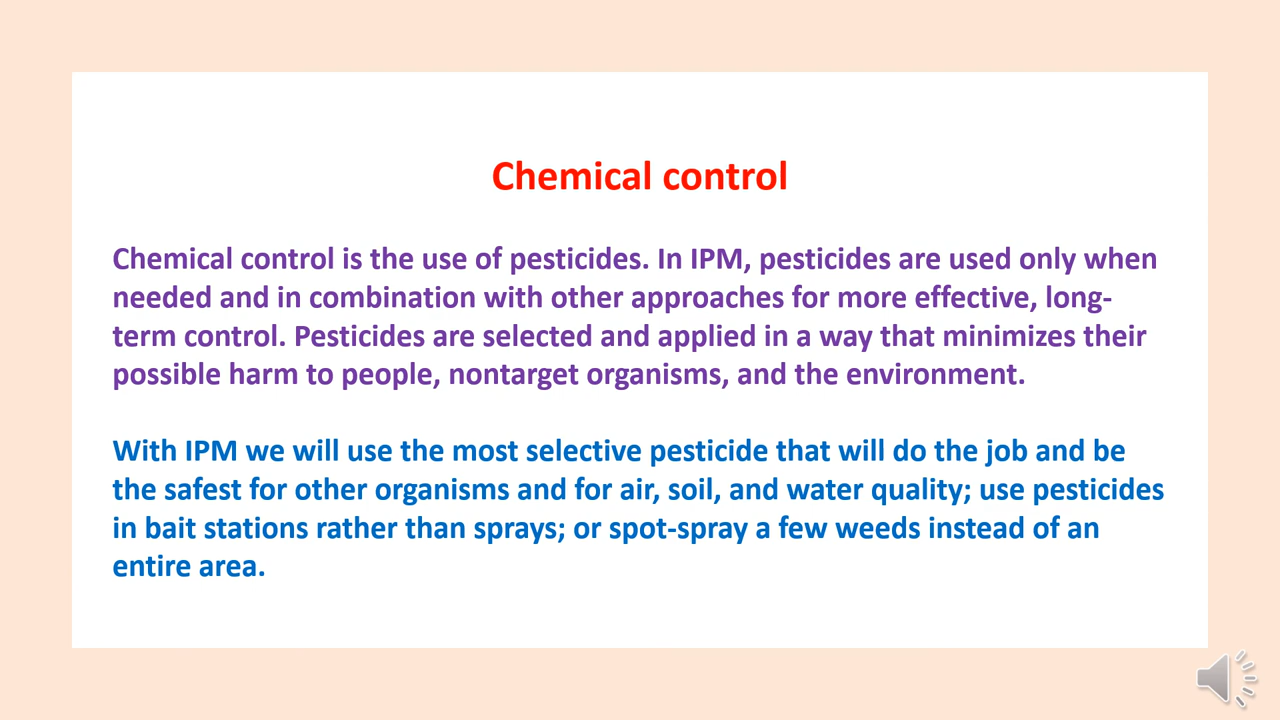 Chemical control
Chemical control is the use of pesticides. In IPM, pesticides are used only when
needed and in combination with other approaches for more effective, long-
term control. Pesticides are selected and applied in a way that minimizes their
possible harm to people, nontarget organisms, and the environment.
With IPM we will use the most selective pesticide that will do the job and be
the safest for other organisms and for air, soil, and water quality; use pesticides
in bait stations rather than sprays; or spot-spray a few weeds instead of an
entire area.